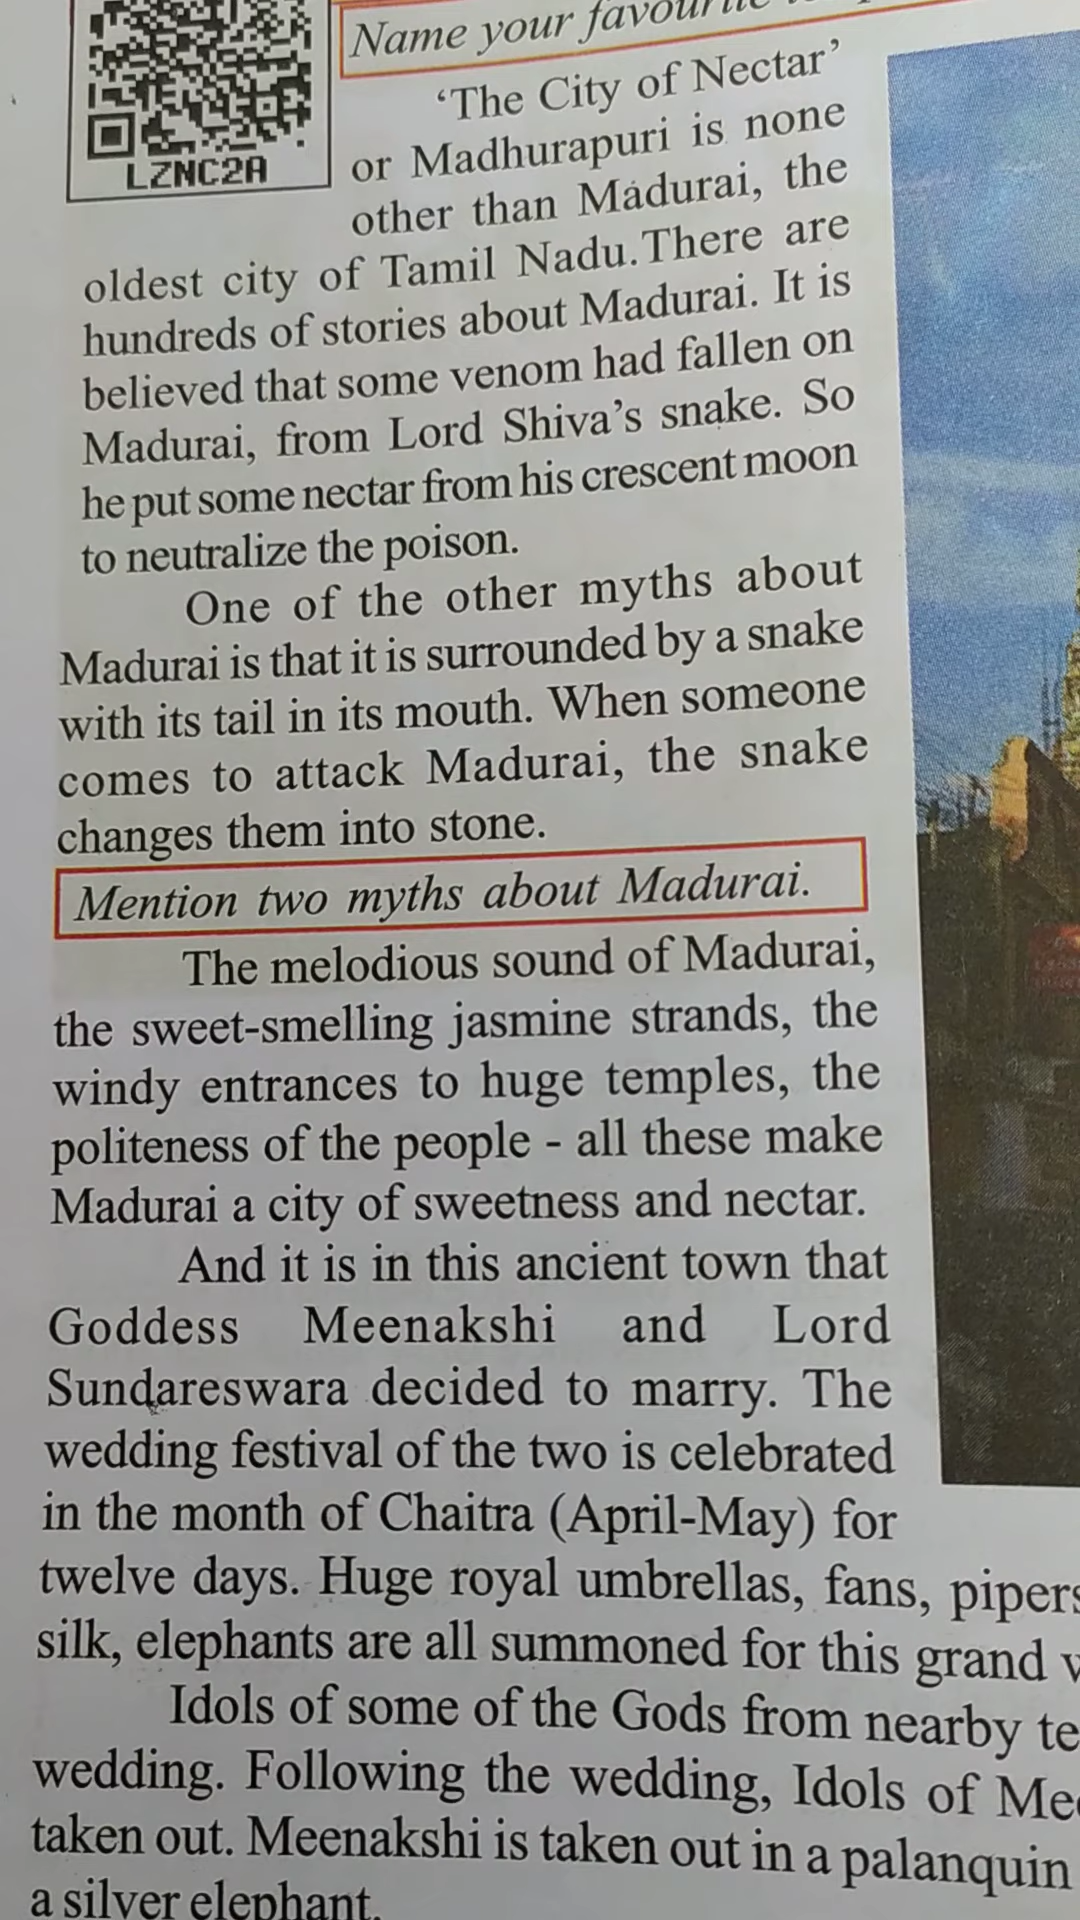 LZNC2A
Name your favourite
‘The City of Nectar’
or Madhurapuri is none
other than Madurai, the
oldest city of Tamil Nadu.There are
hundreds of stories about Madurai. It is
believed that some venom had fallen on
Madurai, from Lord Shiva’s snake. So
he put some nectar from his crescent moon
to neutralize the poison.
One of the other myths about
Madurai is that it is surrounded by a snake
with its tail in its mouth. When someone
comes to attack Madurai, the snake
changes them into stone.
Mention two myths about Madurai.
The melodious sound of Madurai,
the sweet-smelling jasmine strands, the
windy entrances to huge temples, the
politeness of the people - all these make
Madurai a city of sweetness and nectar.
And it is in this ancient town that
Goddess Meenakshi and Lord
Sundareswara decided to marry. The
wedding festival of the two is celebrated
in the month of Chaitra (April-May) for
twelve days. Huge royal umbrellas, fans, pipers
silk, elephants are all summoned for this grand
Idols of some of the Gods from nearby
wedding. Following the wedding, Idols of
taken out. Meenakshi is taken out in a palanquin
a silver elephant.